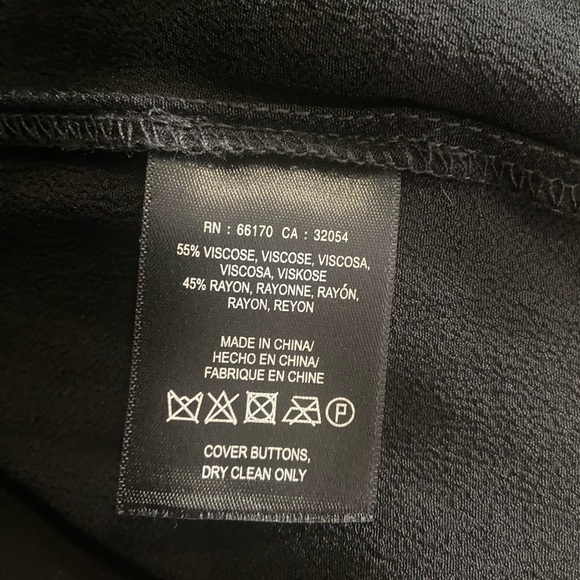 RN : 66170 CA : 32054
55% VISCOSE, VISCOSE, VISCOSA,
VISCOSA, VISKOSE
45% RAYON, RAYONNE, RAYÓN,
RAYON, REYON
MADE IN CHINA/
HECHO EN CHINA/
FABRIQUE EN CHINE
P
COVER BUTTONS,
DRY CLEAN ONLY